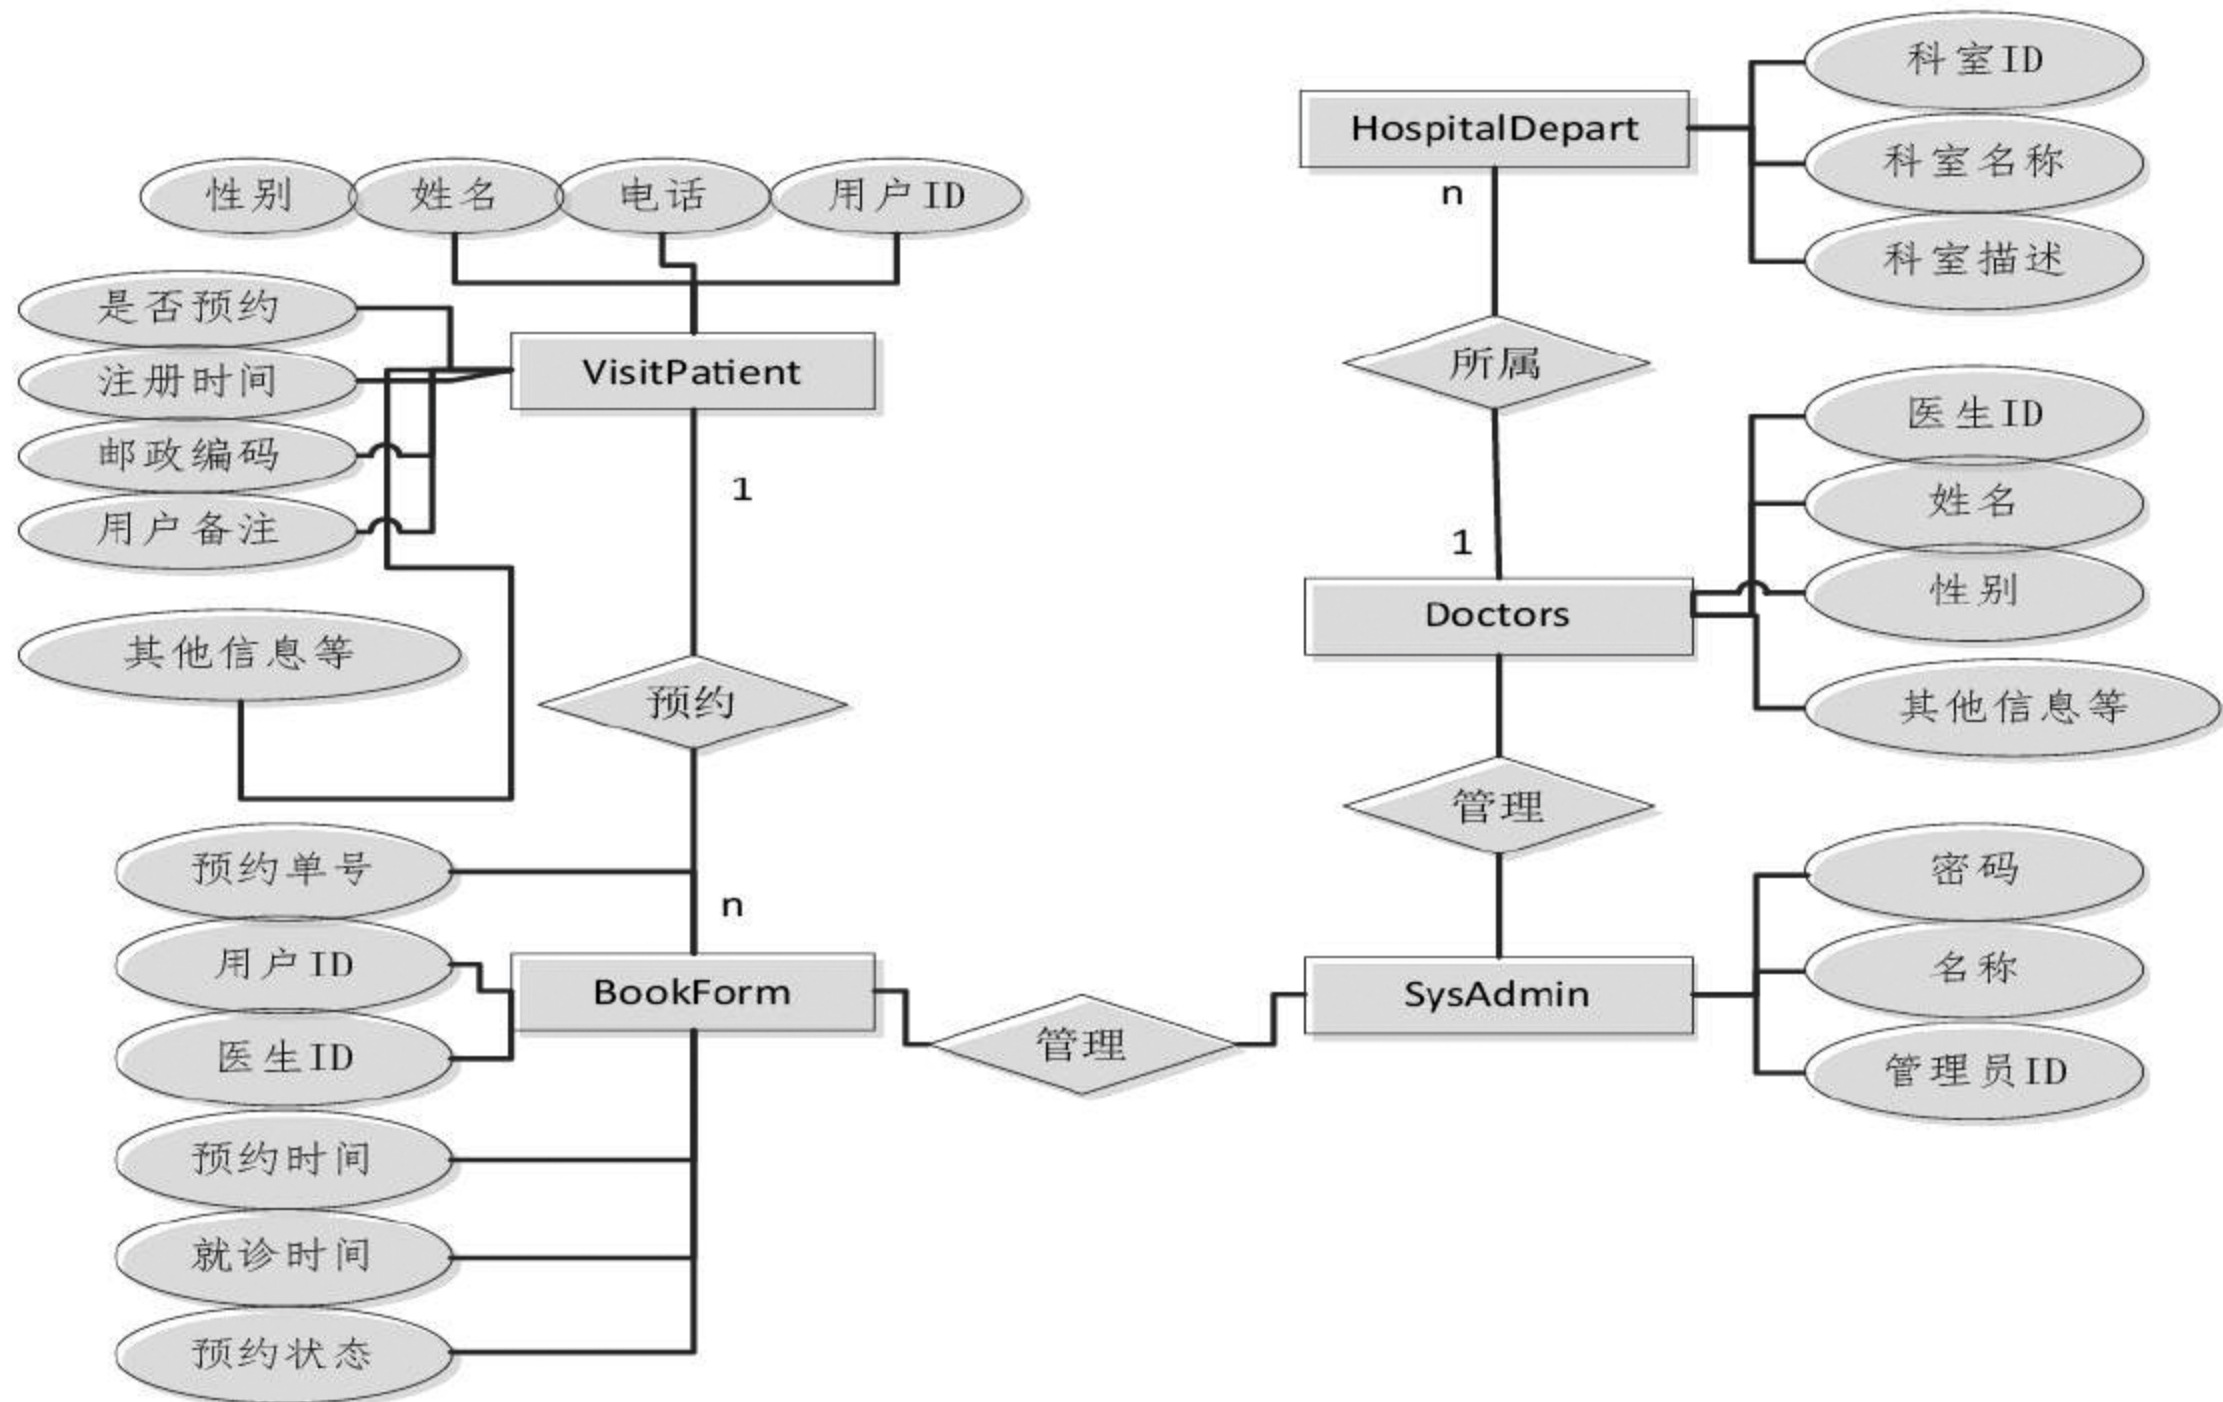 科室ID
HospitalDepart
科室名称
n
科室描述
性别
姓名
电话
用户ID
是否预约
注册时间
邮政编码
用户备注
其他信息等
VisitPatient
1
预约
所属
医生ID
姓名
性别
其他信息等
1
Doctors
管理
预约单号
用户ID
医生ID
预约时间
就诊时间
预约状态
n
BookForm
管理
SysAdmin
密码
名称
管理员ID